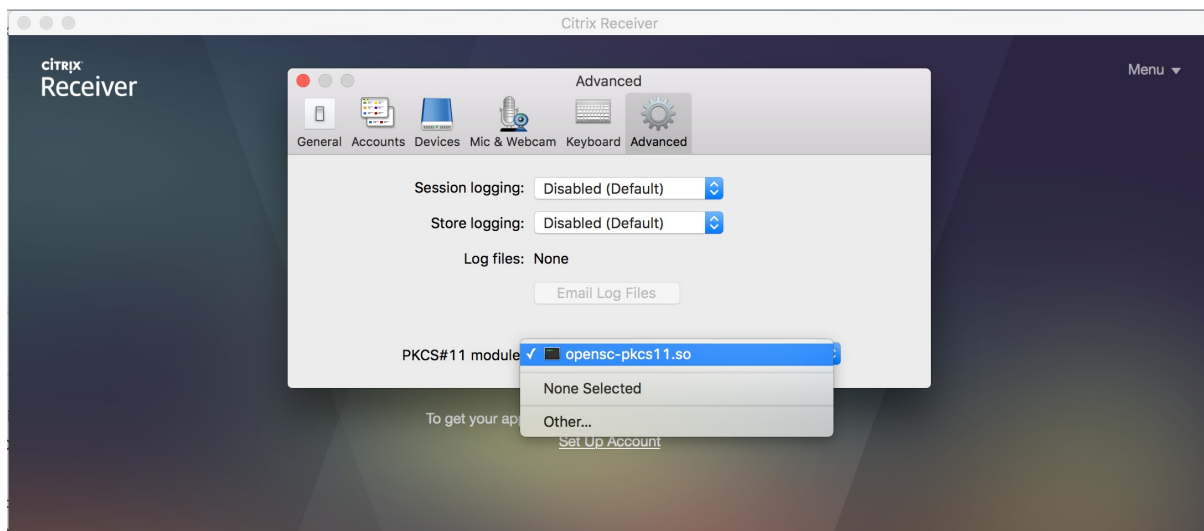 Citrix Receiver
CİTRIX
Receiver
Menu
Advanced
General Accounts Devices Mic & Webcam Keyboard Advanced
Session logging: Disabled (Default)
Store logging: Disabled (Default)
Log files: None
Email Log Files
PKCS#11 module opensc-pkcs11.so
None Selected
Other...
To get your ap
Set Up Account